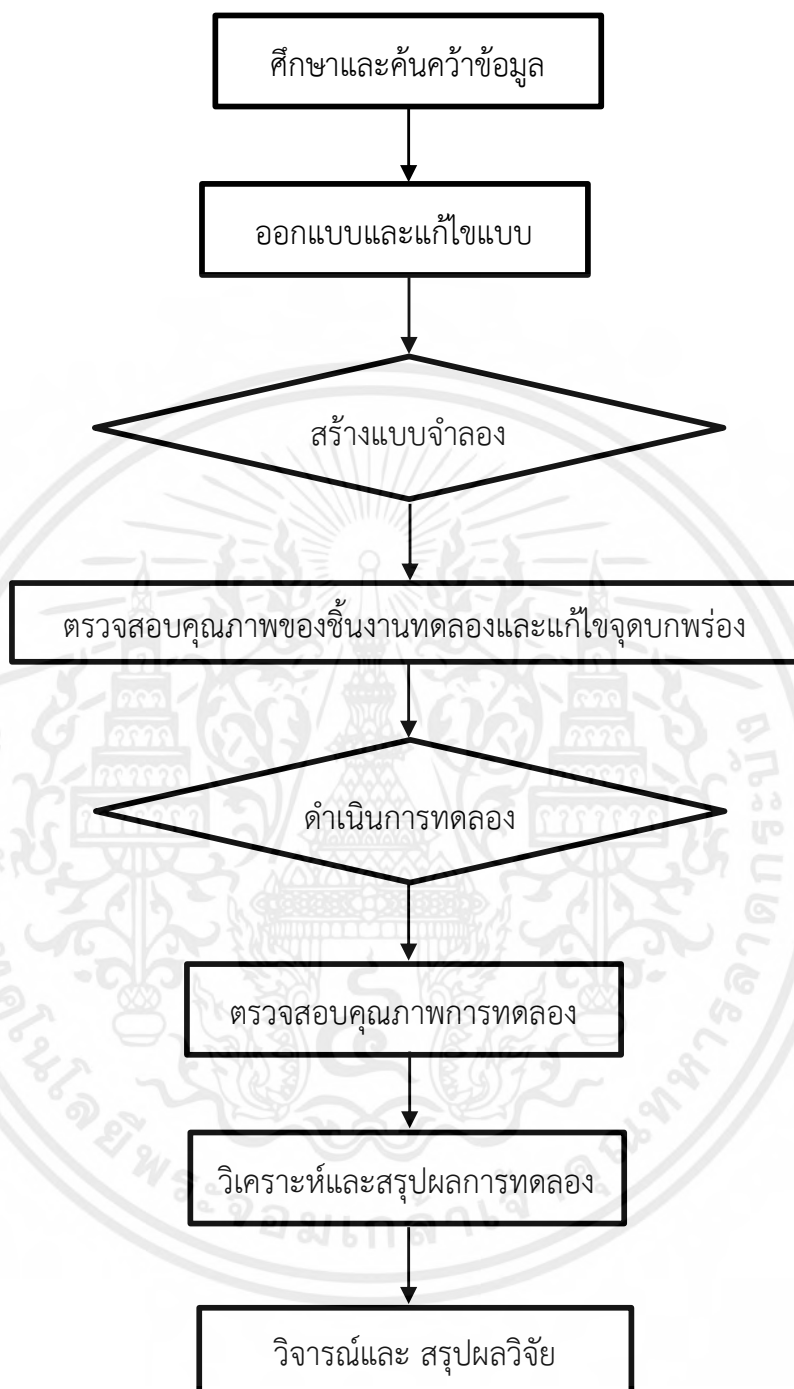 ศึกษาและค้นคว้าข้อมูล
ออกแบบและแก้ไขแบบ
สร้างแบบจำลอง
ตรวจสอบคุณภาพของชิ้นงานทดลองและแก้ไขจุดบกพร่อง
ดำเนินการทดลอง
ตรวจสอบคุณภาพการทดลอง
วิเคราะห์และสรุปผลการทดลอง
วิจารณ์และ สรุปผลวิจัย